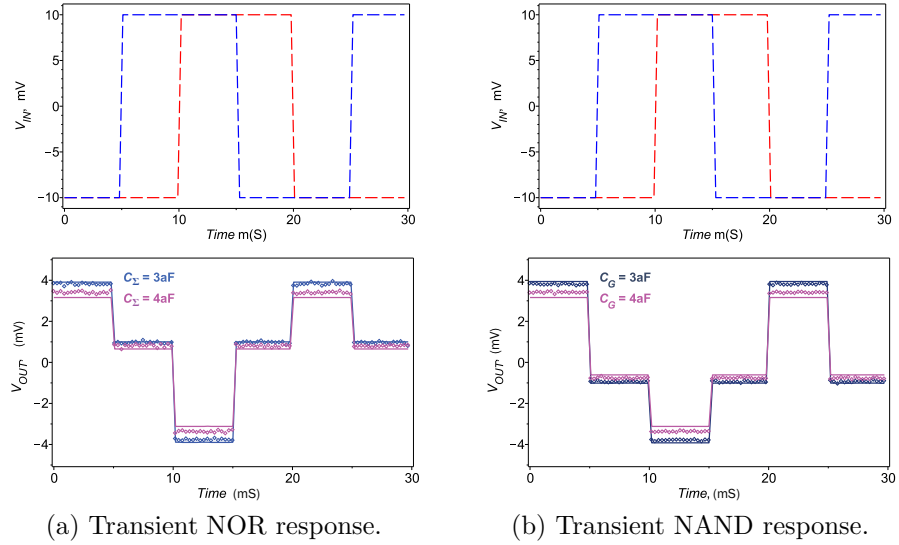 10
5
0
−5
−10
V_IN, mV
0
10
20
30
Time m(S)
10
5
0
−5
−10
V_IN, mV
0
10
20
30
Time m(S)
4
2
0
−2
−4
V_OUT, (mV)
C_Σ = 3aF
C_Σ = 4aF
0
10
20
30
Time (mS)
4
2
0
−2
−4
V_OUT, (mV)
C_G = 3aF
C_G = 4aF
0
10
20
30
Time, (mS)
(a) Transient NOR response.
(b) Transient NAND response.